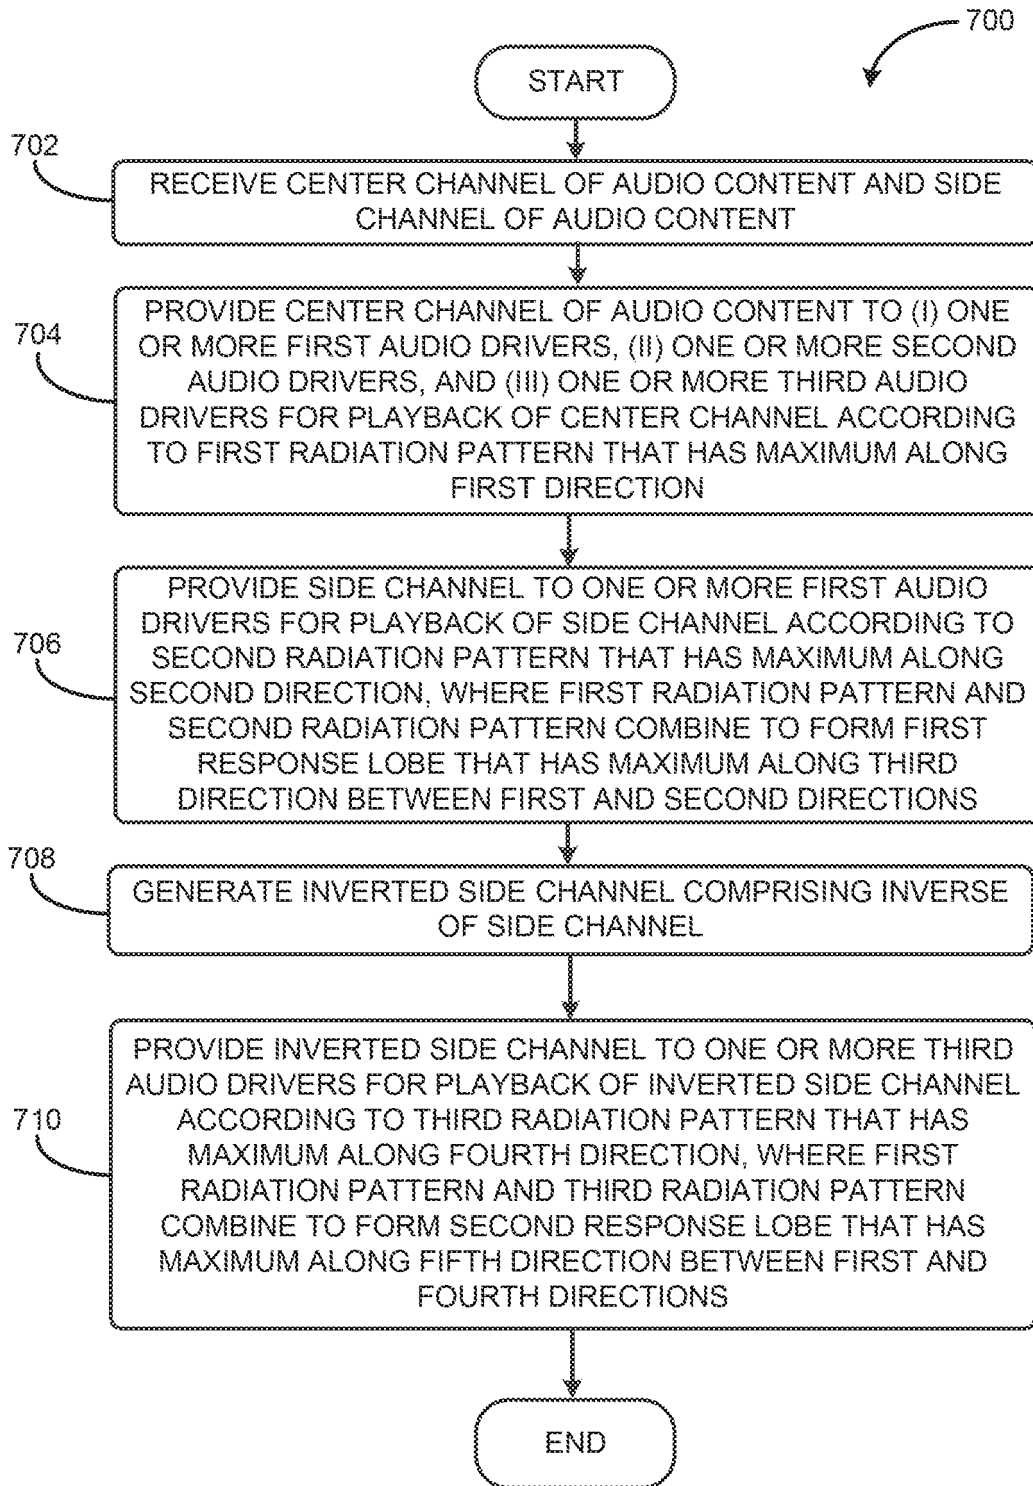 700
START
702
RECEIVE CENTER CHANNEL OF AUDIO CONTENT AND SIDE
CHANNEL OF AUDIO CONTENT
704
PROVIDE CENTER CHANNEL OF AUDIO CONTENT TO (I) ONE
OR MORE FIRST AUDIO DRIVERS, (II) ONE OR MORE SECOND
AUDIO DRIVERS, AND (III) ONE OR MORE THIRD AUDIO
DRIVERS FOR PLAYBACK OF CENTER CHANNEL ACCORDING
TO FIRST RADIATION PATTERN THAT HAS MAXIMUM ALONG
FIRST DIRECTION
706
PROVIDE SIDE CHANNEL TO ONE OR MORE FIRST AUDIO
DRIVERS FOR PLAYBACK OF SIDE CHANNEL ACCORDING TO
SECOND RADIATION PATTERN THAT HAS MAXIMUM ALONG
SECOND DIRECTION, WHERE FIRST RADIATION PATTERN AND
SECOND RADIATION PATTERN COMBINE TO FORM FIRST
RESPONSE LOBE THAT HAS MAXIMUM ALONG THIRD
DIRECTION BETWEEN FIRST AND SECOND DIRECTIONS
708
GENERATE INVERTED SIDE CHANNEL COMPRISING INVERSE
OF SIDE CHANNEL
710
PROVIDE INVERTED SIDE CHANNEL TO ONE OR MORE THIRD
AUDIO DRIVERS FOR PLAYBACK OF INVERTED SIDE CHANNEL
ACCORDING TO THIRD RADIATION PATTERN THAT HAS
MAXIMUM ALONG FOURTH DIRECTION, WHERE FIRST
RADIATION PATTERN AND THIRD RADIATION PATTERN
COMBINE TO FORM SECOND RESPONSE LOBE THAT HAS
MAXIMUM ALONG FIFTH DIRECTION BETWEEN FIRST AND
FOURTH DIRECTIONS
END